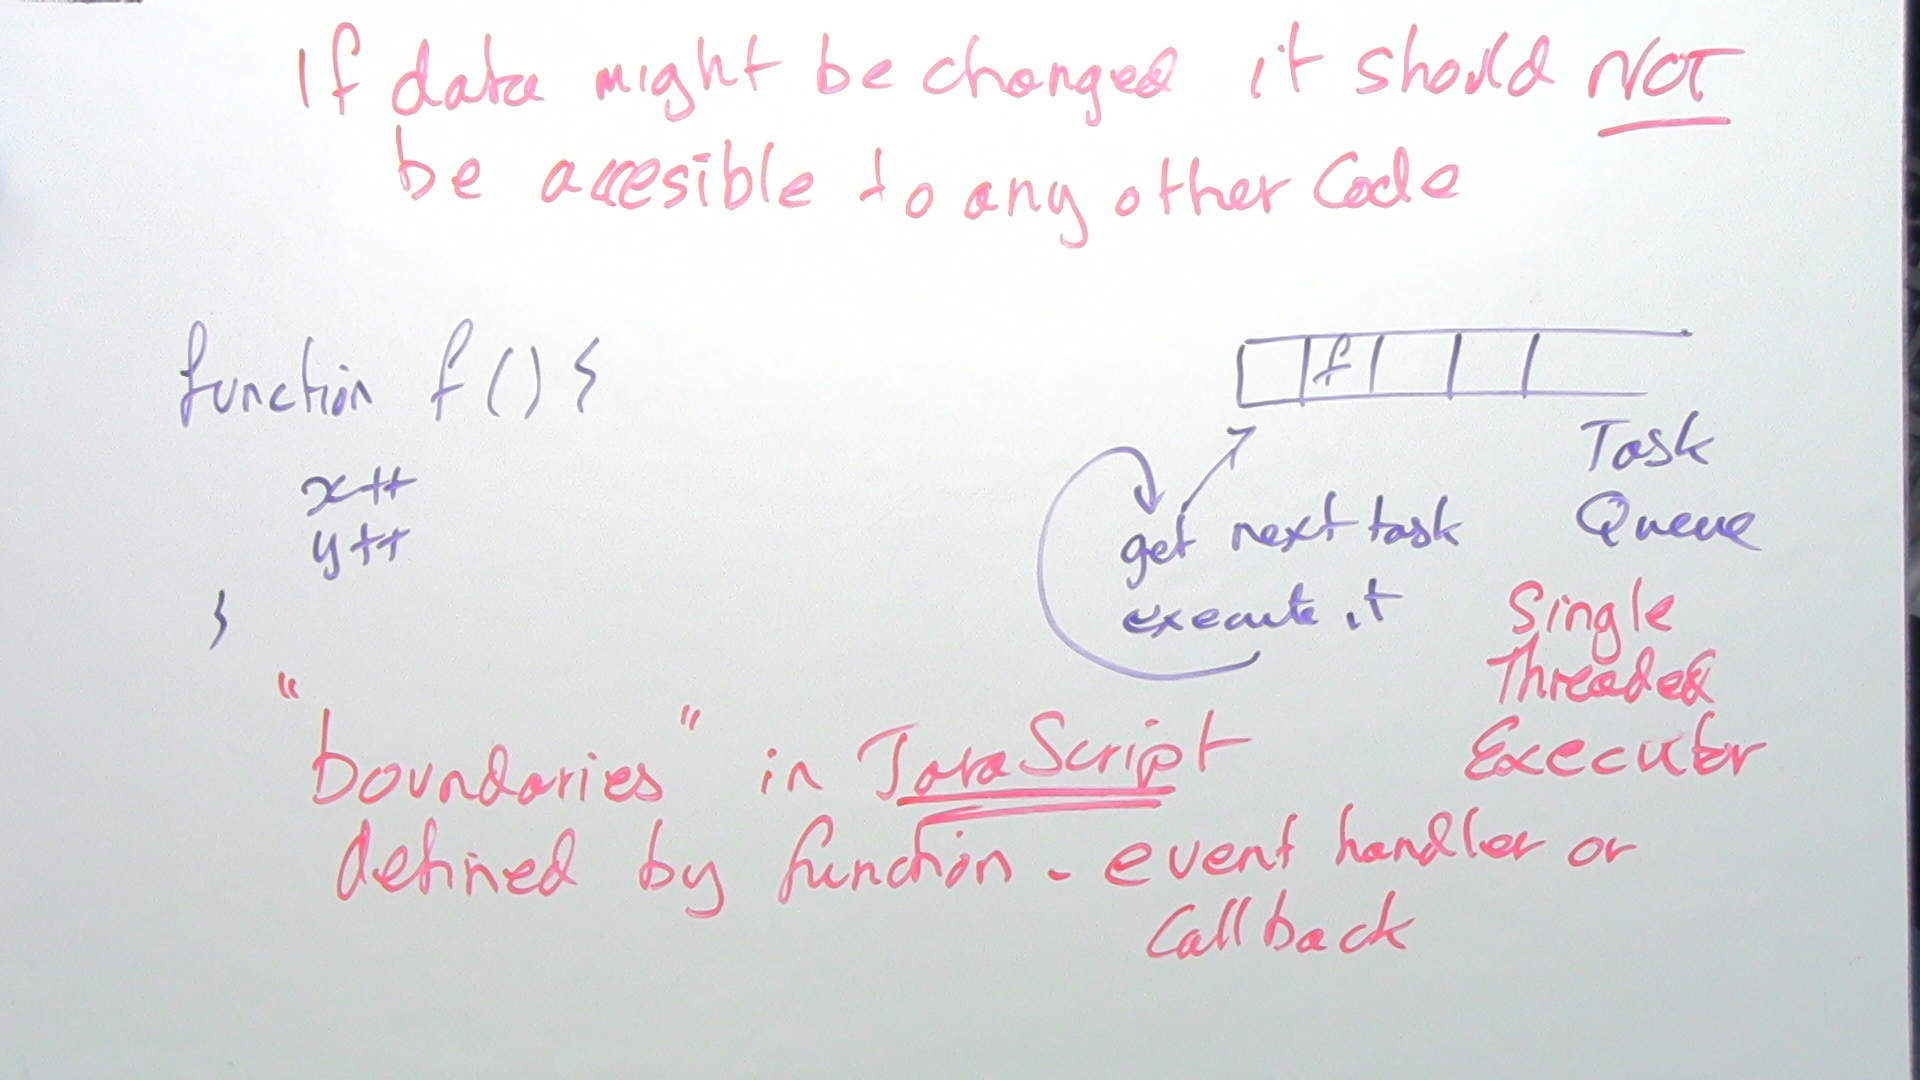 If data might be changed it should NOT
be accesible to any other code
function f() {
x++
y++
}
f
Task
Queue
get next task
execute it
Single
Threaded
Executor
"boundaries" in JavaScript
defined by function - event handler or
Callback